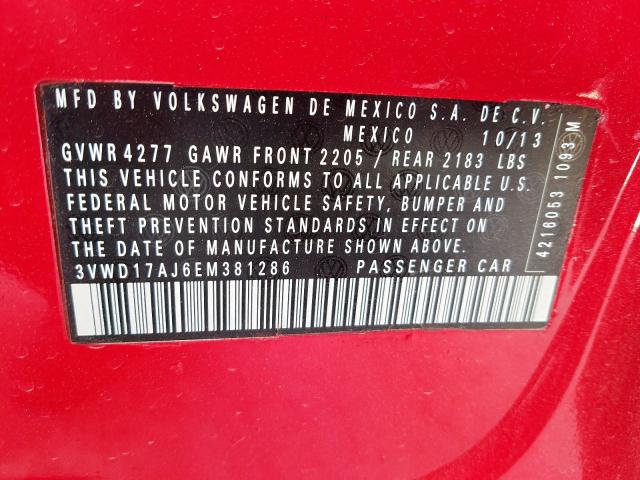 MFD BY VOLKSWAGEN DE MEXICO S.A. DE C.V.
MEXICO 10/13
GVWR 4277 GAWR FRONT 2205 / REAR 2183 LBS
THIS VEHICLE CONFORMS TO ALL APPLICABLE U.S.
FEDERAL MOTOR VEHICLE SAFETY, BUMPER AND
THEFT PREVENTION STANDARDS IN EFFECT ON
THE DATE OF MANUFACTURE SHOWN ABOVE.
3VWD17AJ6EM381286 PASSENGER CAR
4216053 1093 M